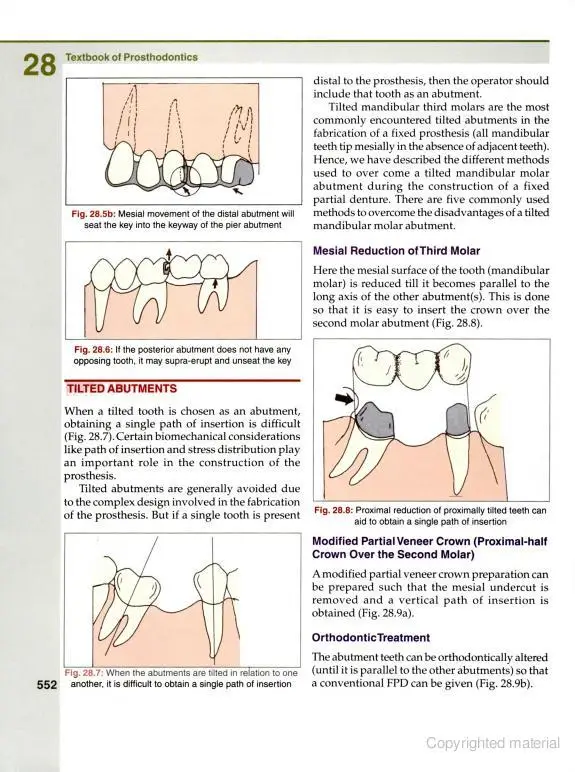 28
Textbook of Prosthodontics
Fig. 28.5b: Mesial movement of the distal abutment will
seat the key into the keyway of the pier abutment
Fig. 28.6: If the posterior abutment does not have any
opposing tooth, it may supra-erupt and unseat the key
TILTED ABUTMENTS
When a tilted tooth is chosen as an abutment,
obtaining a single path of insertion is difficult
(Fig. 28.7). Certain biomechanical considerations
like path of insertion and stress distribution play
an important role in the construction of the
prosthesis.
Tilted abutments are generally avoided due
to the complex design involved in the fabrication
of the prosthesis. But if a single tooth is present
Fig. 28.7: When the abutments are tilted in relation to one
another, it is difficult to obtain a single path of insertion
552
distal to the prosthesis, then the operator should
include that tooth as an abutment.
Tilted mandibular third molars are the most
commonly encountered tilted abutments in the
fabrication of a fixed prosthesis (all mandibular
teeth tip mesially in the absence of adjacent teeth).
Hence, we have described the different methods
used to over come a tilted mandibular molar
abutment during the construction of a fixed
partial denture. There are five commonly used
methods to overcome the disadvantages of a tilted
mandibular molar abutment.
Mesial Reduction of Third Molar
Here the mesial surface of the tooth (mandibular
molar) is reduced till it becomes parallel to the
long axis of the other abutment(s). This is done
so that it is easy to insert the crown over the
second molar abutment (Fig. 28.8).
Fig. 28.8: Proximal reduction of proximally tilted teeth can
aid to obtain a single path of insertion
Modified Partial Veneer Crown (Proximal-half
Crown Over the Second Molar)
A modified partial veneer crown preparation can
be prepared such that the mesial undercut is
removed and a vertical path of insertion is
obtained (Fig. 28.9a).
Orthodontic Treatment
The abutment teeth can be orthodontically altered
(until it is parallel to the other abutments) so that
a conventional FPD can be given (Fig. 28.9b).
Copyrighted material